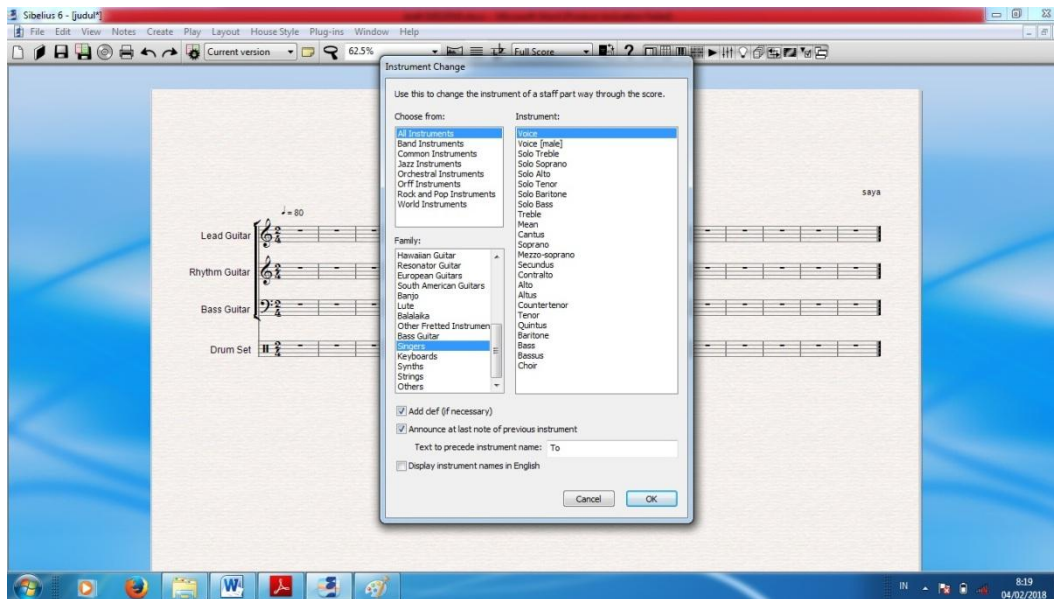 Sibelius 6 - [judul*]
File Edit View Notes Create Play Layout House Style Plug-ins Window Help
Current version 62.5% Full Score
Instrument Change
Use this to change the instrument of a staff part way through the score.
Choose from:
All Instruments
Band Instruments
Common Instruments
Jazz Instruments
Orchestral Instruments
Orff Instruments
Rock and Pop Instruments
World Instruments
Family:
Hawaiian Guitar
Resonator Guitar
European Guitars
South American Guitars
Banjo
Lute
Balalaika
Other Fretted Instrumen
Bass Guitar
Singers
Keyboards
Synths
Strings
Others
Instrument:
Voice
Voice [male]
Solo Treble
Solo Soprano
Solo Alto
Solo Tenor
Solo Baritone
Solo Bass
Treble
Mean
Cantus
Soprano
Mezzo-soprano
Secundus
Contralto
Alto
Altus
Countertenor
Tenor
Quintus
Baritone
Bass
Bassus
Choir
Add clef (if necessary)
Announce at last note of previous instrument
Text to precede instrument name: To
Display instrument names in English
Cancel OK
saya
♩ = 80
Lead Guitar
Rhythm Guitar
Bass Guitar
Drum Set
IN
8:19
04/02/2018